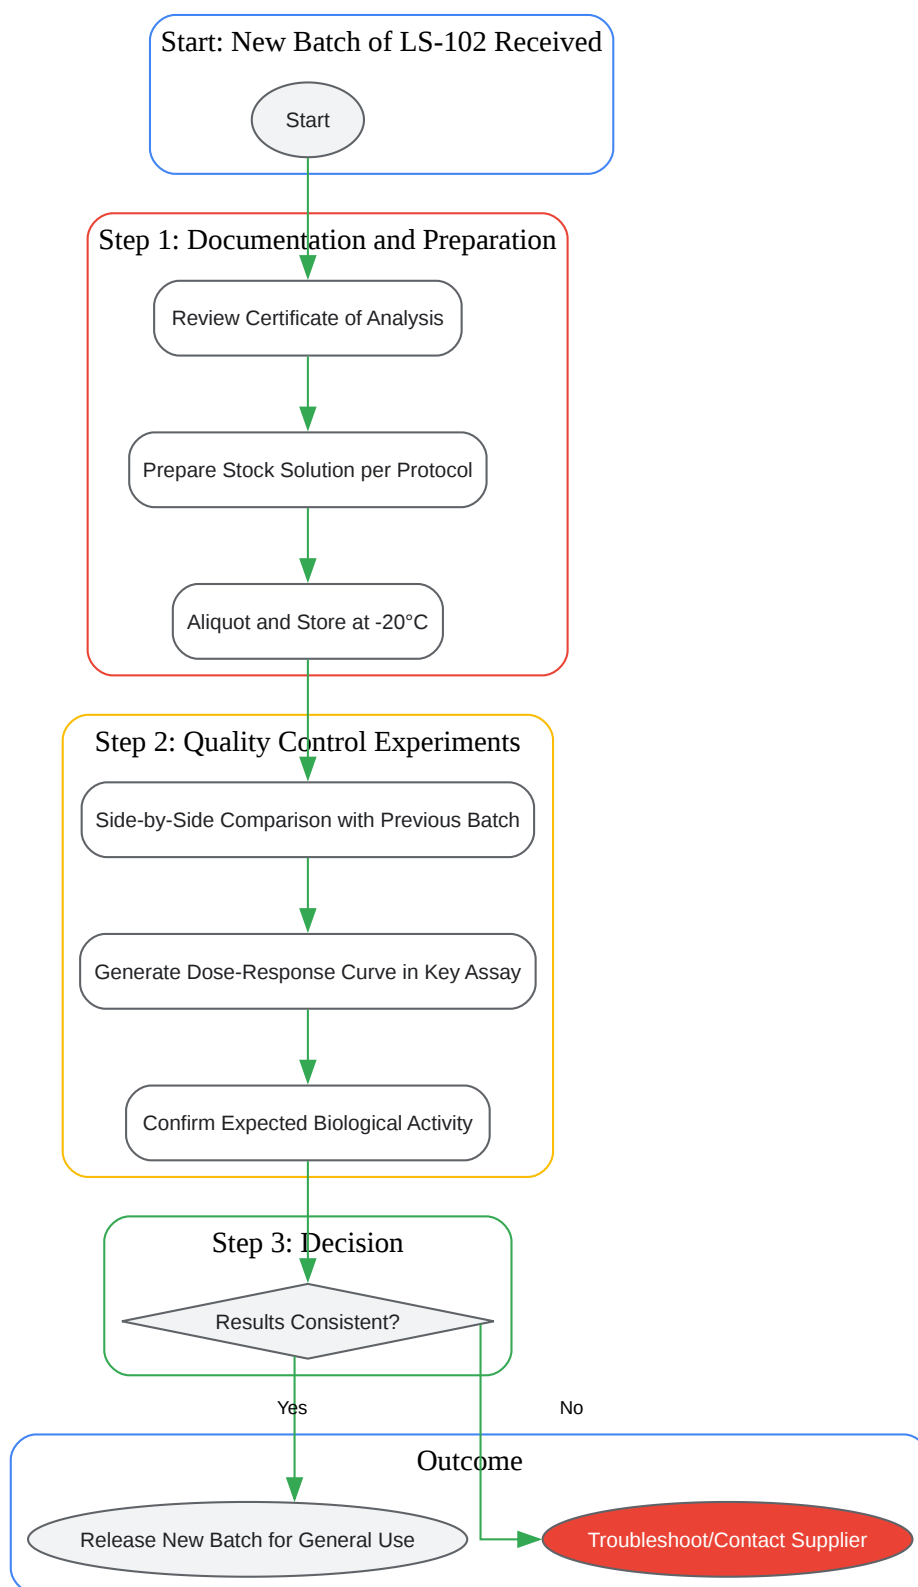 Start: New Batch of LS-102 Received
Start
Step 1: Documentation and Preparation
Review Certificate of Analysis
Prepare Stock Solution per Protocol
Aliquot and Store at -20°C
Step 2: Quality Control Experiments
Side-by-Side Comparison with Previous Batch
Generate Dose-Response Curve in Key Assay
Confirm Expected Biological Activity
Step 3: Decision
Results Consistent?
Yes
No
Outcome
Release New Batch for General Use
Troubleshoot/Contact Supplier